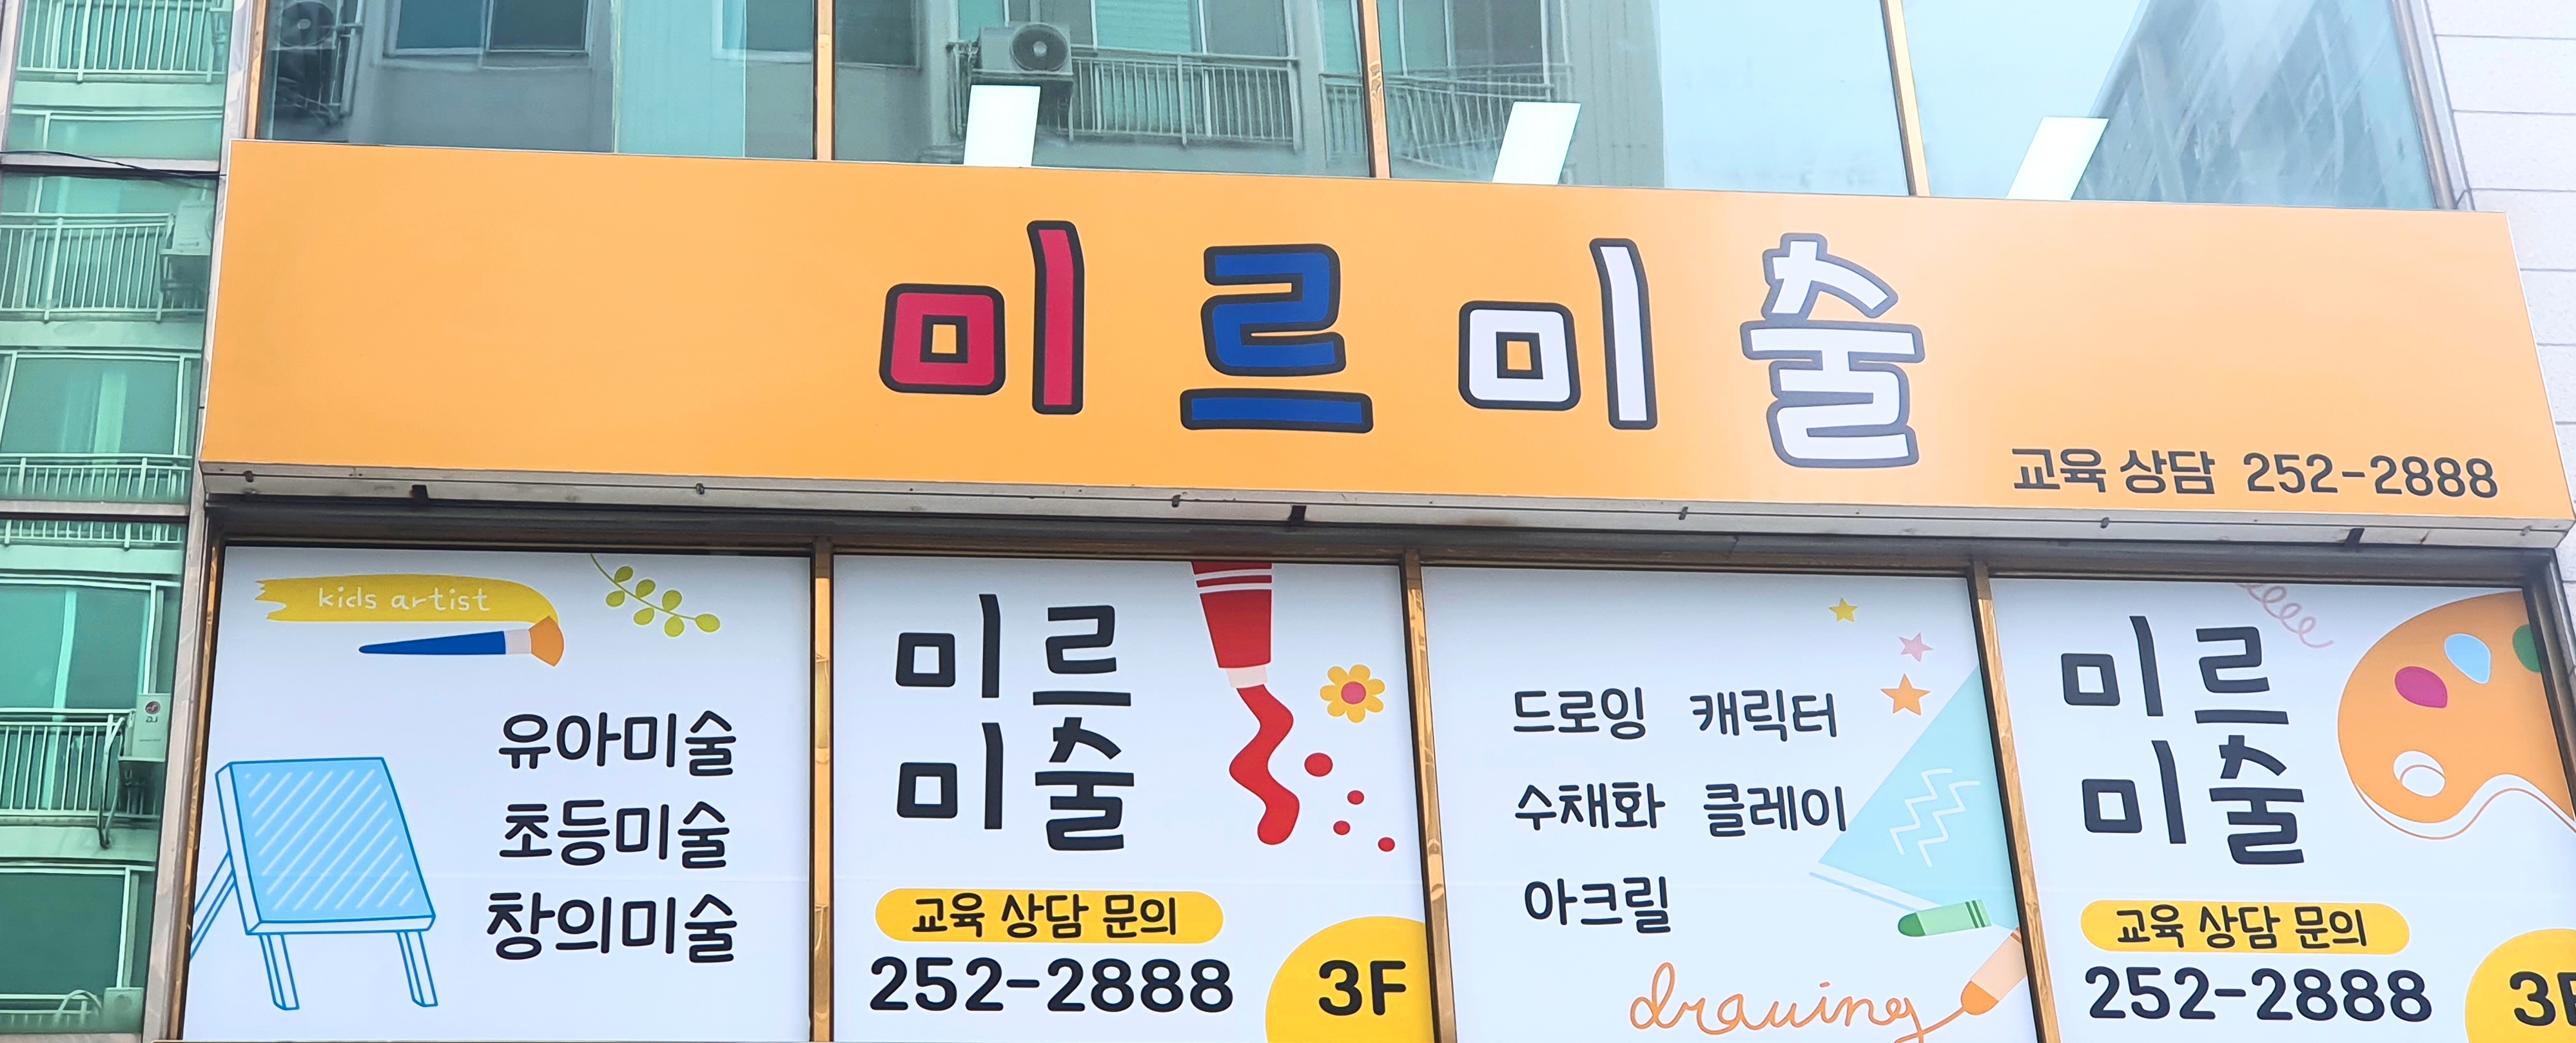 미르미술
교육 상담 252-2888
kids artist
유아미술
초등미술
창의미술
미르
미술
교육 상담 문의
252-2888
3F
드로잉 캐릭터
수채화 클레이
아크릴
drawing
미르
미술
교육 상담 문의
252-2888
3F